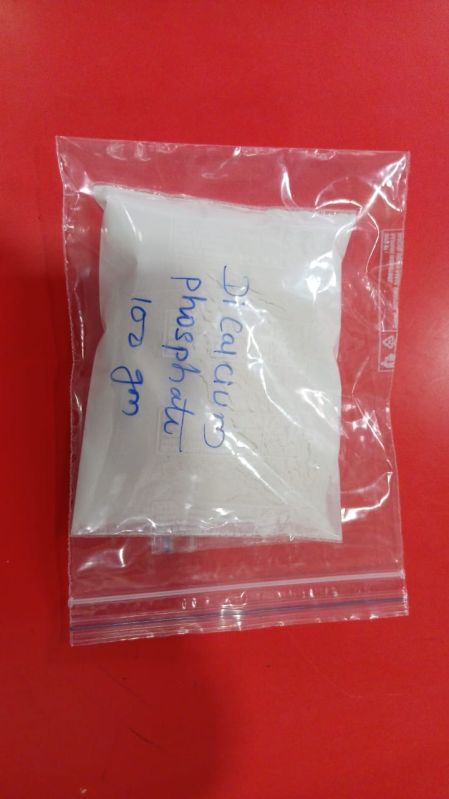 DiCalcium
phosphate
100 gm